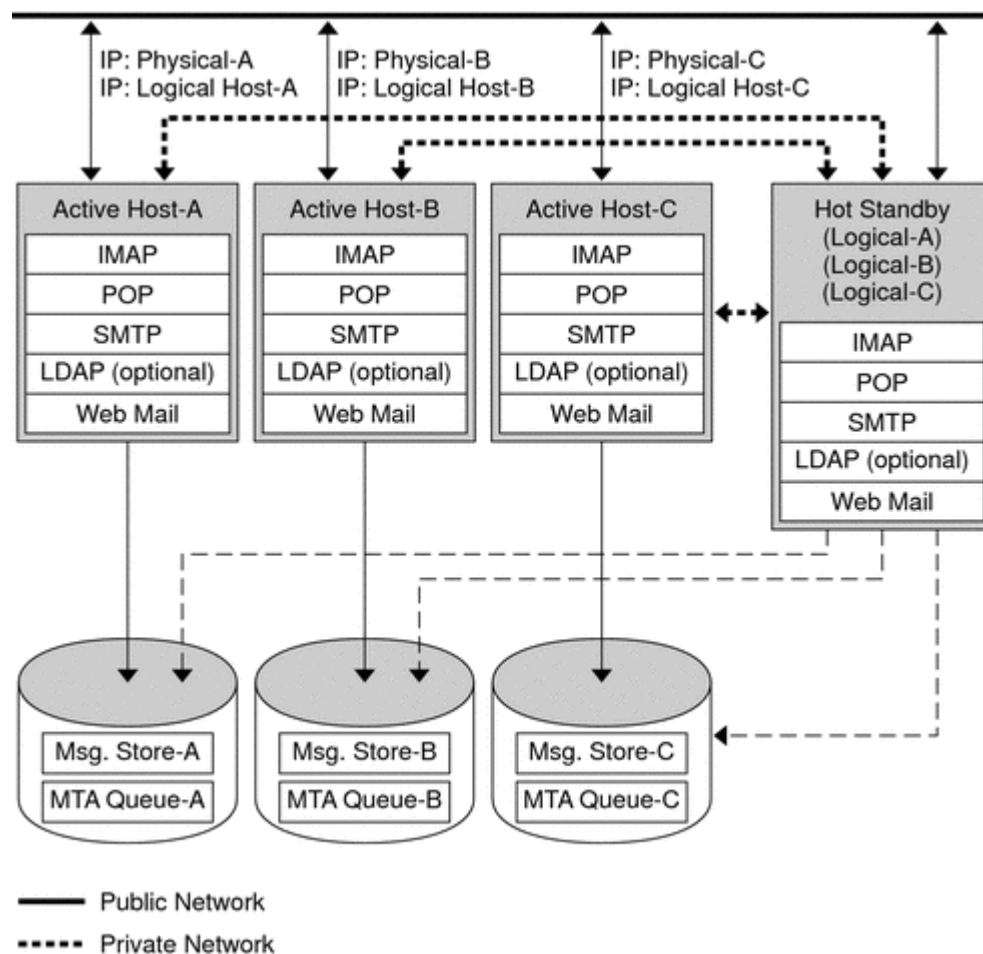 IP: Physical-A
IP: Logical Host-A
IP: Physical-B
IP: Logical Host-B
IP: Physical-C
IP: Logical Host-C
Active Host-A
IMAP
POP
SMTP
LDAP (optional)
Web Mail
Active Host-B
IMAP
POP
SMTP
LDAP (optional)
Web Mail
Active Host-C
IMAP
POP
SMTP
LDAP (optional)
Web Mail
Hot Standby
(Logical-A)
(Logical-B)
(Logical-C)
IMAP
POP
SMTP
LDAP (optional)
Web Mail
Msg. Store-A
MTA Queue-A
Msg. Store-B
MTA Queue-B
Msg. Store-C
MTA Queue-C
Public Network
Private Network